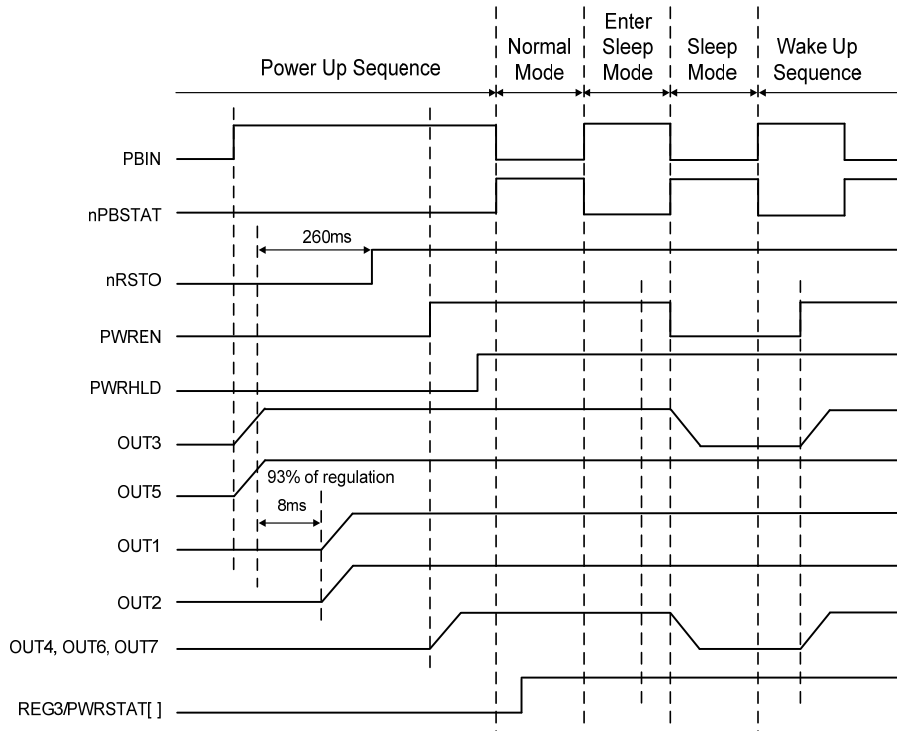 Power Up Sequence
Normal
Mode
Enter
Sleep
Mode
Sleep
Mode
Wake Up
Sequence
PBIN
nPBSTAT
260ms
nRSTO
PWREN
PWRHLD
OUT3
93% of regulation
OUT5
8ms
OUT1
OUT2
OUT4, OUT6, OUT7
REG3/PWRSTAT[ ]